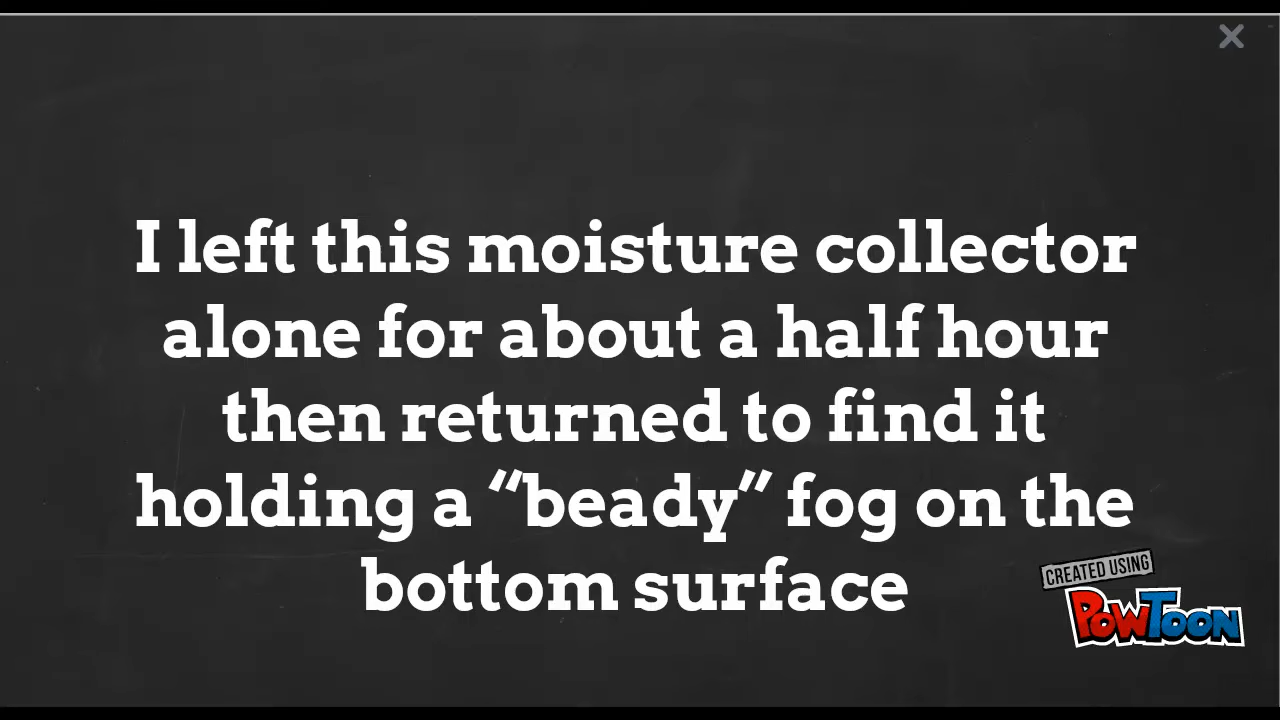 I left this moisture collector
alone for about a half hour
then returned to find it
holding a “beady” fog on the
bottom surface
CREATED USING
POWTOON